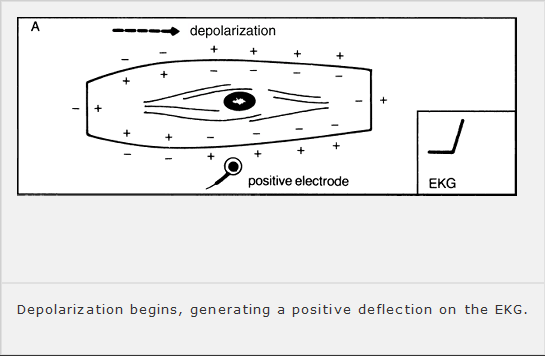 A
depolarization
− − + + + +
+ + − − − −
− + − +
+ + − − − −
− − + + + +
positive electrode
EKG
Depolarization begins, generating a positive deflection on the EKG.